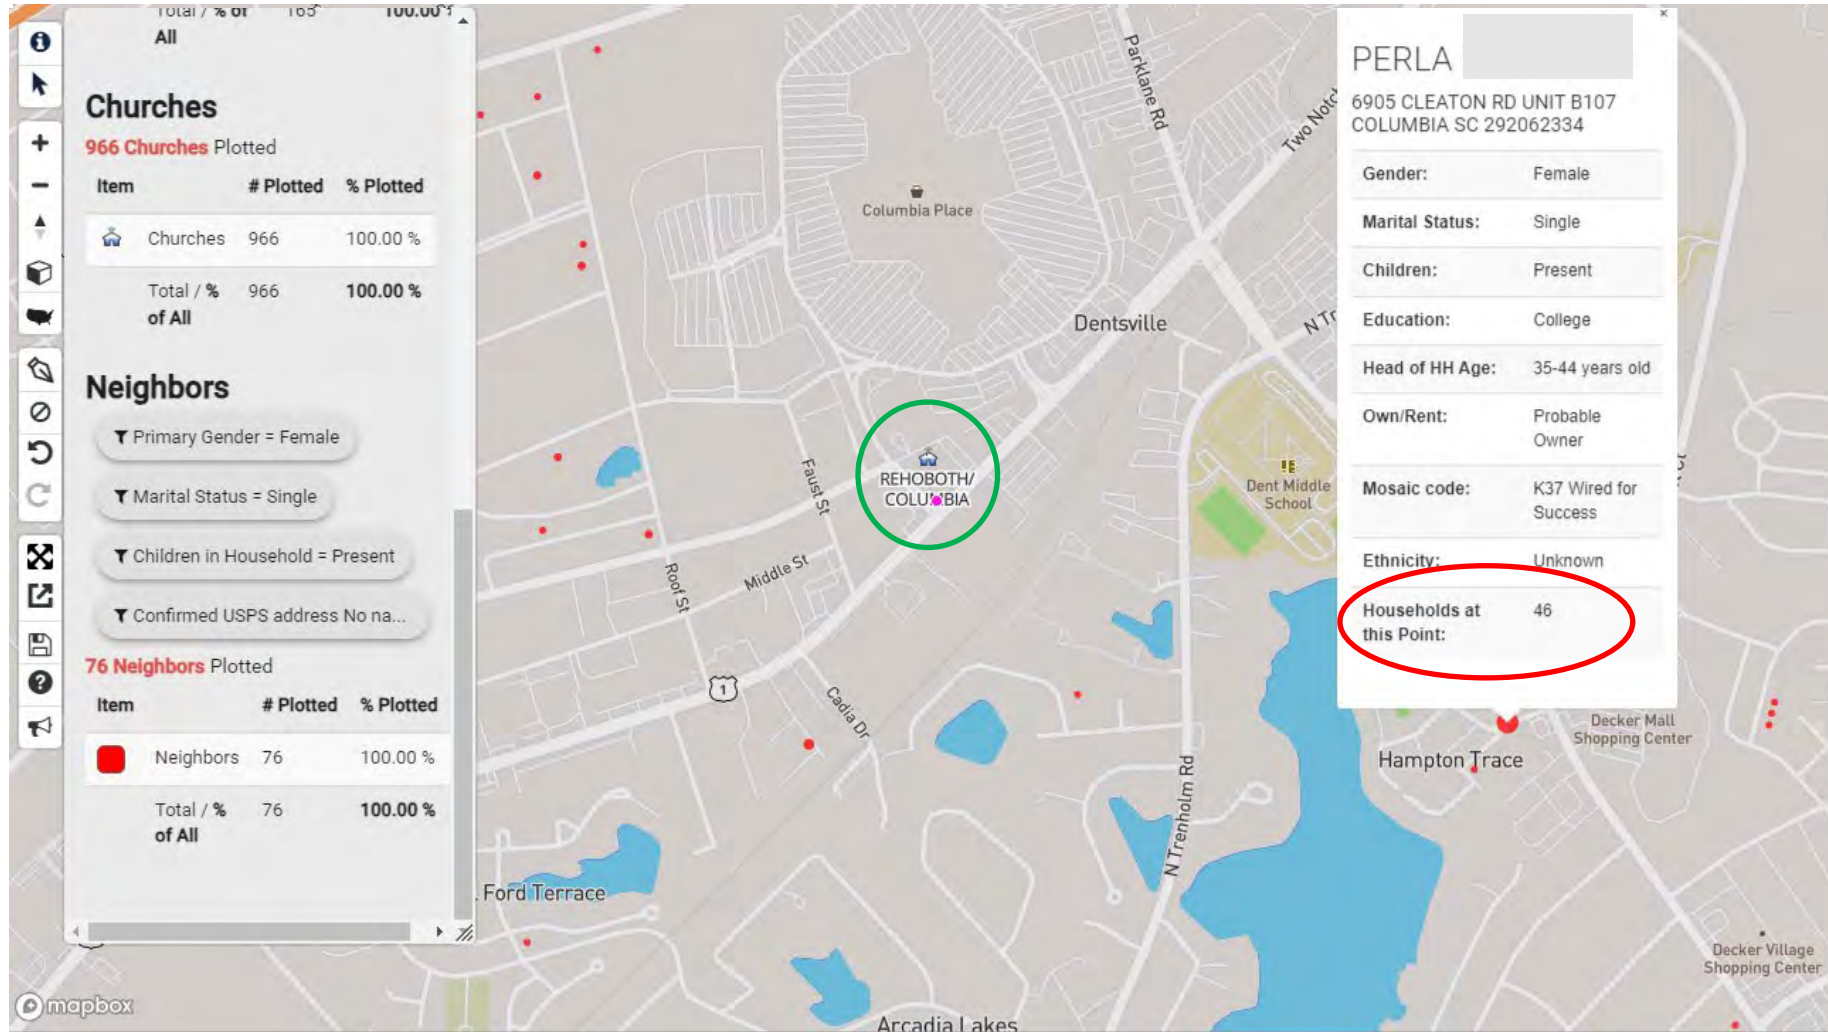 Total / % of 165 100.00 %
All
Churches
966 Churches Plotted
Item # Plotted % Plotted
Churches 966 100.00 %
Total / % 966 100.00 %
of All
Neighbors
Primary Gender = Female
Marital Status = Single
Children in Household = Present
Confirmed USPS address No na...
76 Neighbors Plotted
Item # Plotted % Plotted
Neighbors 76 100.00 %
Total / % 76 100.00 %
of All
mapbox
Parklane Rd
Two Notch
Columbia Place
Dentsville
N Tr
REHOBOTH/
COLUMBIA
Faust St
Dent Middle
School
Middle St
Roof St
1
Cadia Dr
N Trenholm Rd
Ford Terrace
Arcadia Lakes
PERLA
6905 CLEATON RD UNIT B107
COLUMBIA SC 292062334
Gender: Female
Marital Status: Single
Children: Present
Education: College
Head of HH Age: 35-44 years old
Own/Rent: Probable
Owner
Mosaic code: K37 Wired for
Success
Ethnicity: Unknown
Households at 46
this Point:
Decker Mall
Shopping Center
Hampton Trace
Decker Village
Shopping Center